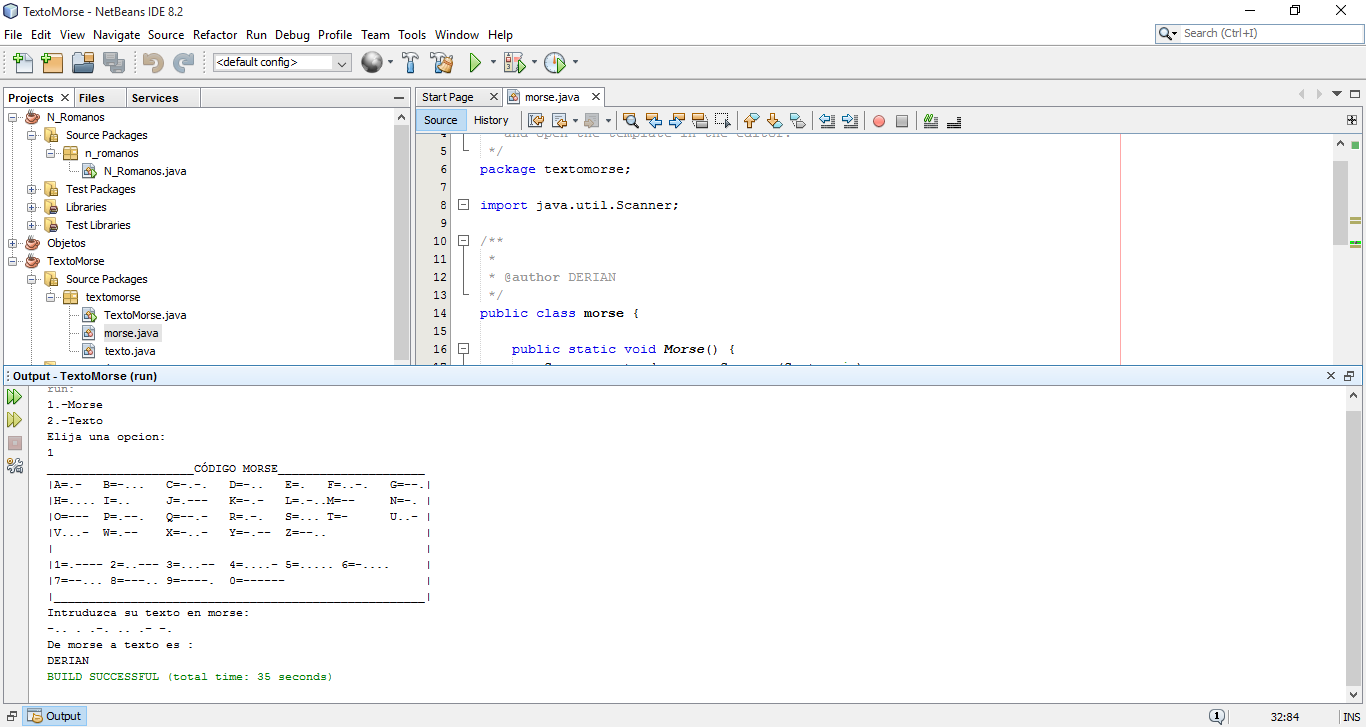 TextoMorse - NetBeans IDE 8.2
File Edit View Navigate Source Refactor Run Debug Profile Team Tools Window Help
Search (Ctrl+I)
<default config>
Projects Files Services
N_Romanos
Source Packages
n_romanos
N_Romanos.java
Test Packages
Libraries
Test Libraries
Objetos
TextoMorse
Source Packages
textomorse
TextoMorse.java
morse.java
texto.java
Start Page morse.java
Source History
4 and open the template in the editor.
5 */
6 package textomorse;
7
8 import java.util.Scanner;
9
10 /**
11 *
12 * @author DERIAN
13 */
14 public class morse {
15
16 public static void Morse() {
Output - TextoMorse (run)
run:
1.-Morse
2.-Texto
Elija una opcion:
1
_____________________CÓDIGO MORSE_____________________
|A=.- B=-... C=-.-. D=-.. E=. F=..-. G=--.|
|H=.... I=.. J=.--- K=-.- L=.-..M=-- N=-. |
|O=--- P=.--. Q=--.- R=.-. S=... T=- U..- |
|V...- W=.-- X=-..- Y=-.-- Z=--.. |
| |
|1=.---- 2=..--- 3=...-- 4=....- 5=..... 6=-.... |
|7=--... 8=---.. 9=----. 0=------ |
|______________________________________________________|
Intruduzca su texto en morse:
-.. . .-. .. .- -.
De morse a texto es :
DERIAN
BUILD SUCCESSFUL (total time: 35 seconds)
Output
1
32:84 INS